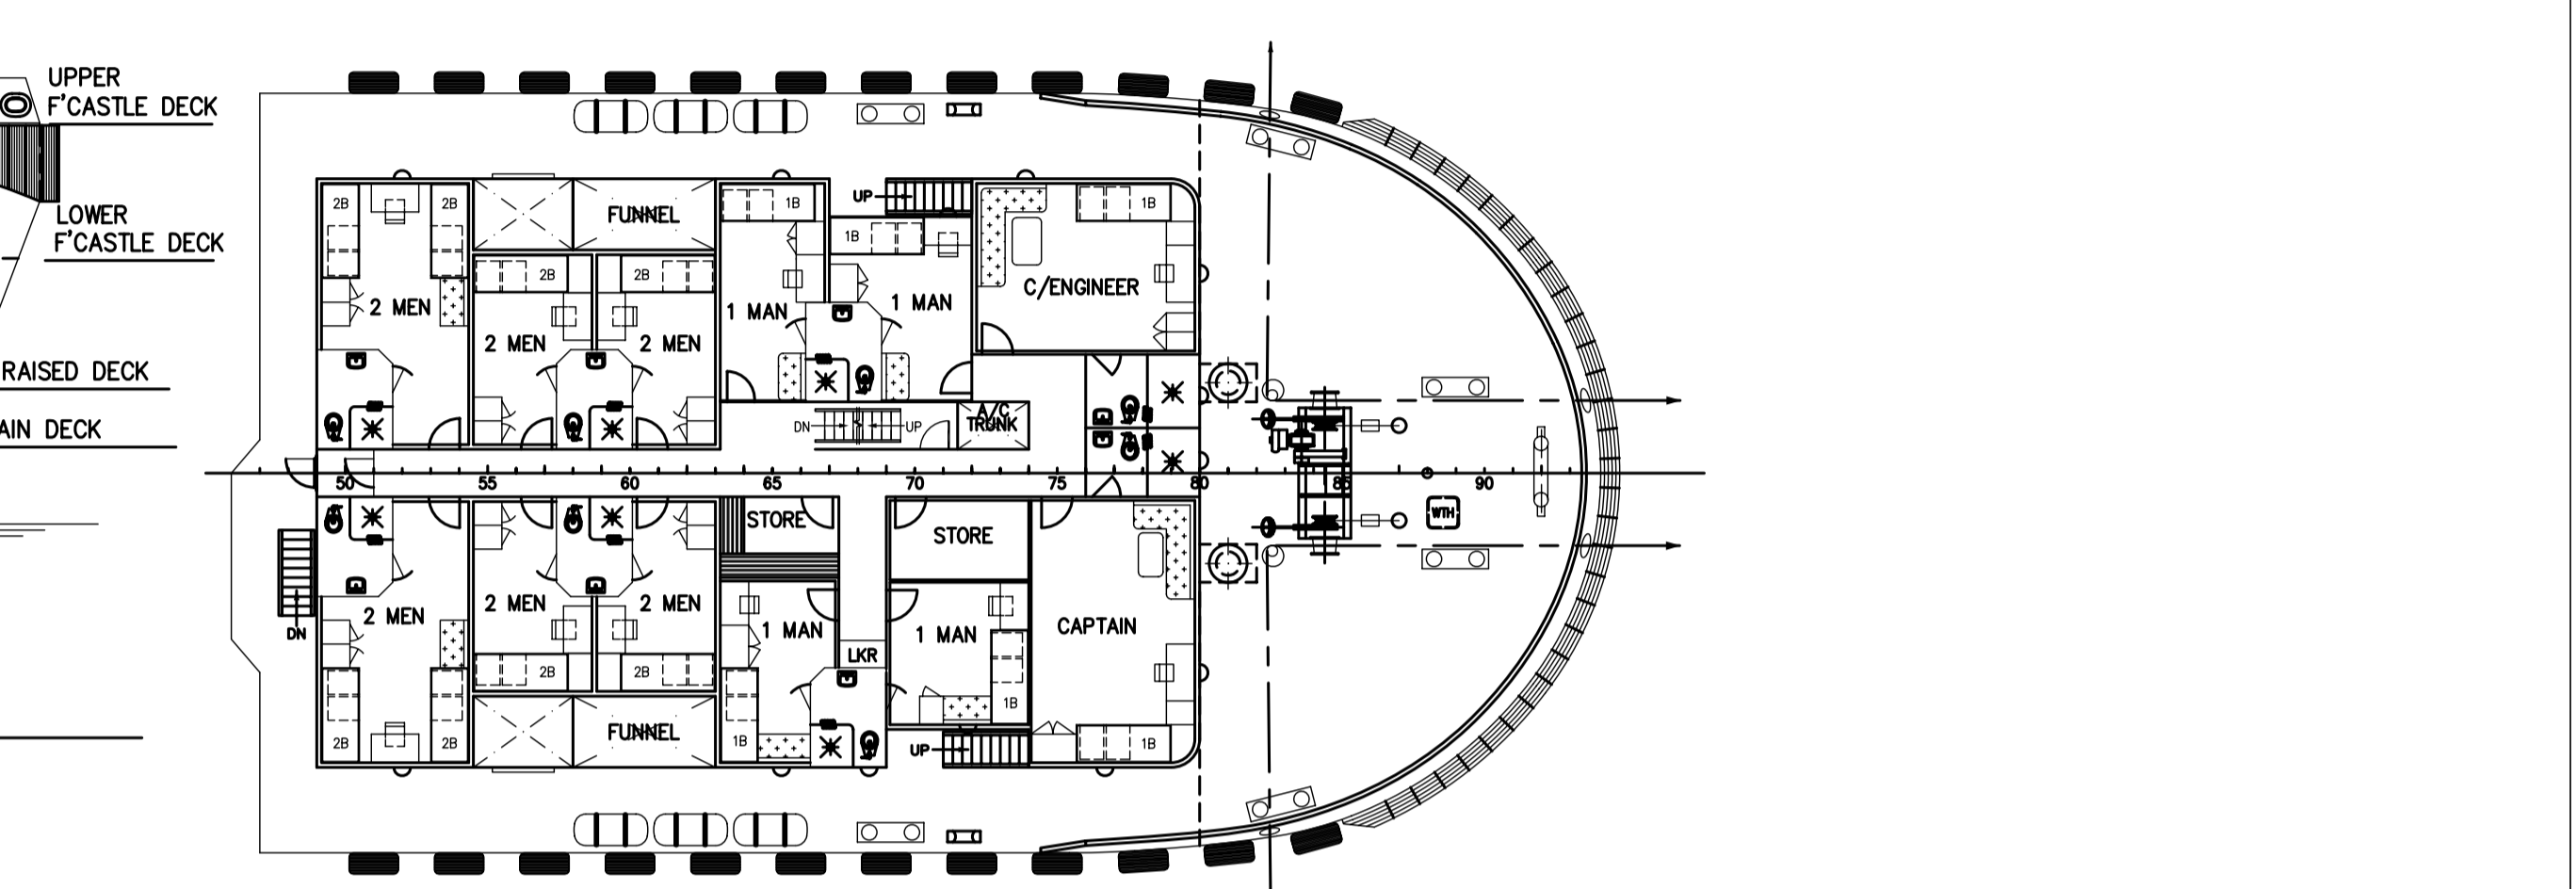 UPPER
F'CASTLE DECK
LOWER
F'CASTLE DECK
RAISED DECK
AIN DECK
2B
2B
FUNNEL
1B
UP
1B
1B
2B
2B
C/ENGINEER
2 MEN
1 MAN
1 MAN
2 MEN
2 MEN
DN
UP
A/C
TRUNK
50
55
60
65
70
75
80
85
90
STORE
STORE
WTH
DN
2 MEN
2 MEN
2 MEN
1 MAN
1 MAN
CAPTAIN
LKR
2B
2B
1B
2B
2B
FUNNEL
1B
UP
1B